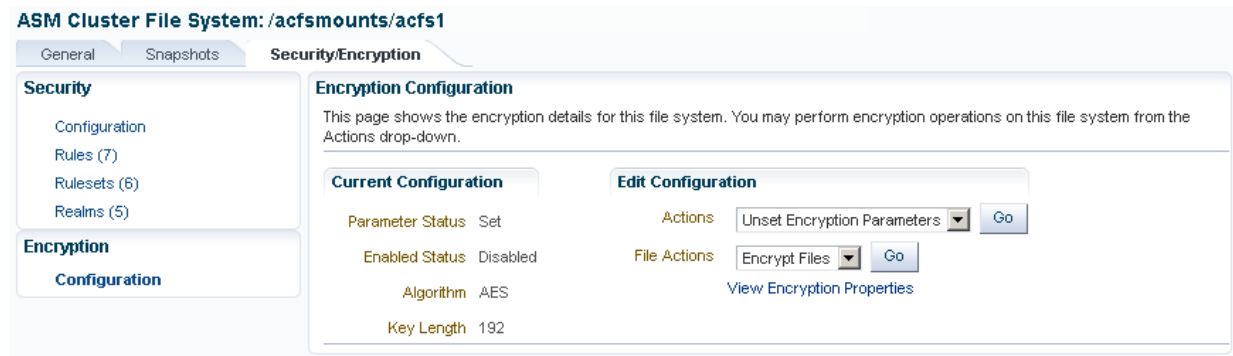 ASM Cluster File System: /acfsmounts/acfs1
General Snapshots Security/Encryption
Security
Configuration
Rules (7)
Rulesets (6)
Realms (5)
Encryption
Configuration
Encryption Configuration
This page shows the encryption details for this file system. You may perform encryption operations on this file system from the
Actions drop-down.
Current Configuration
Parameter Status Set
Enabled Status Disabled
Algorithm AES
Key Length 192
Edit Configuration
Actions Unset Encryption Parameters Go
File Actions Encrypt Files Go
View Encryption Properties